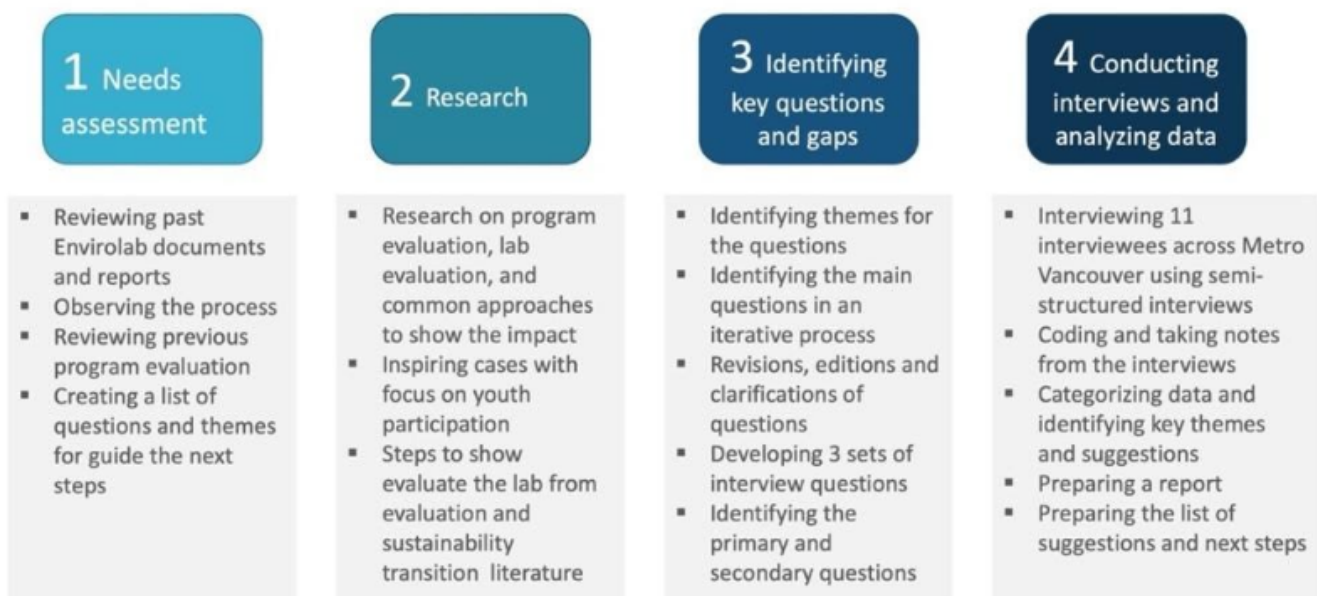 1 Needs
assessment
▪ Reviewing past
Envirolab documents
and reports
▪ Observing the process
▪ Reviewing previous
program evaluation
▪ Creating a list of
questions and themes
for guide the next
steps
2 Research
▪ Research on program
evaluation, lab
evaluation, and
common approaches
to show the impact
▪ Inspiring cases with
focus on youth
participation
▪ Steps to show
evaluate the lab from
evaluation and
sustainability
transition literature
3 Identifying
key questions
and gaps
▪ Identifying themes for
the questions
▪ Identifying the main
questions in an
iterative process
▪ Revisions, editions and
clarifications of
questions
▪ Developing 3 sets of
interview questions
▪ Identifying the
primary and
secondary questions
4 Conducting
interviews and
analyzing data
▪ Interviewing 11
interviewees across Metro
Vancouver using semi-
structured interviews
▪ Coding and taking notes
from the interviews
▪ Categorizing data and
identifying key themes
and suggestions
▪ Preparing a report
▪ Preparing the list of
suggestions and next steps